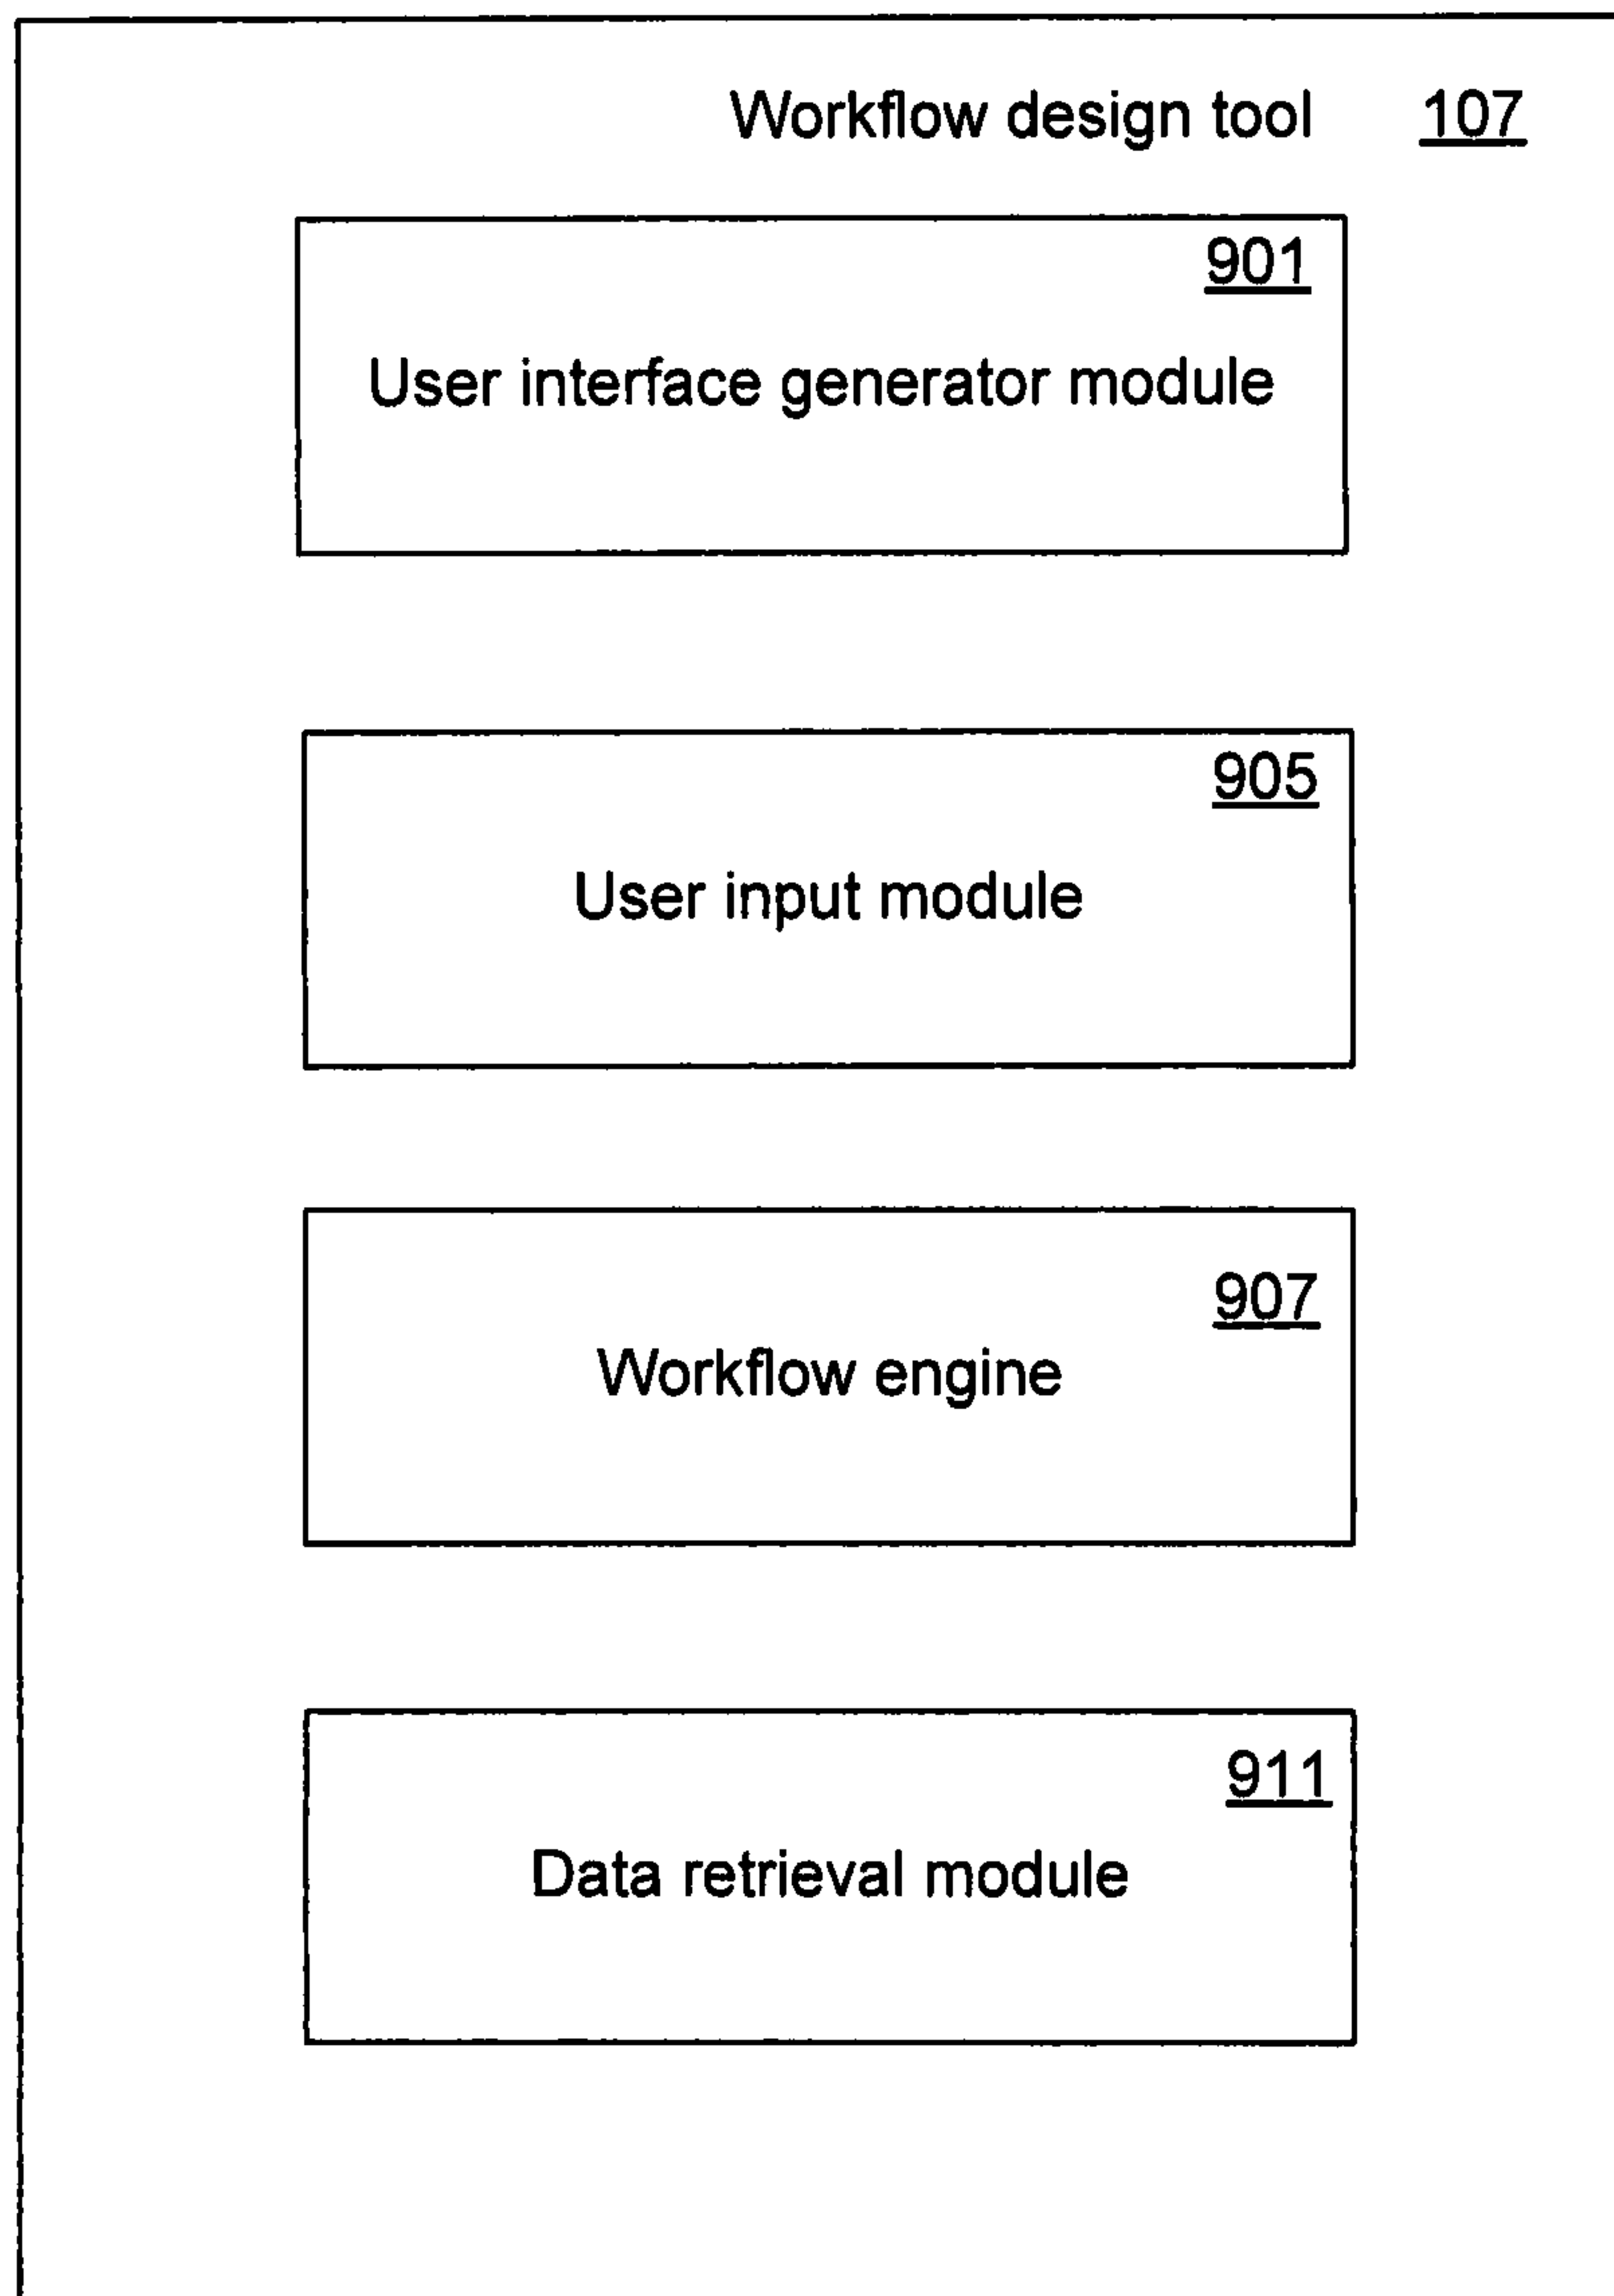 Workflow design tool 107
901
User interface generator module
905
User input module
907
Workflow engine
911
Data retrieval module